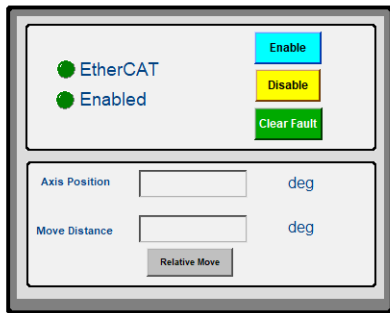 EtherCAT
Enabled
Enable
Disable
Clear Fault
Axis Position deg
Move Distance deg
Relative Move